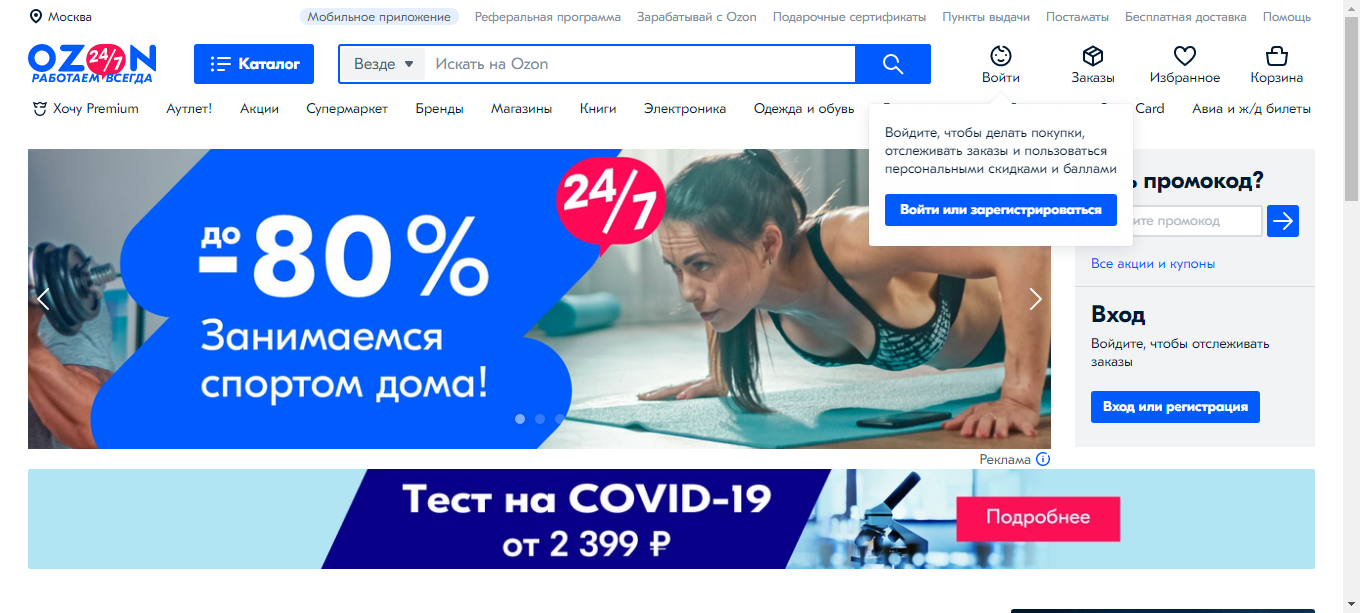 Москва
Мобильное приложение
Реферальная программа
Зарабатывай с Ozon
Подарочные сертификаты
Пункты выдачи
Постаматы
Бесплатная доставка
Помощь
OZON
24/7
РАБОТАЕМ ВСЕГДА
Каталог
Везде
Искать на Ozon
Войти
Заказы
Избранное
Корзина
Хочу Premium
Аутлет!
Акции
Супермаркет
Бренды
Магазины
Книги
Электроника
Одежда и обувь
Card
Авиа и ж/д билеты
Войдите, чтобы делать покупки,
отслеживать заказы и пользоваться
персональными скидками и баллами
Войти или зарегистрироваться
24/7
до
-80%
Занимаемся
спортом дома!
промокод?
промокод
Все акции и купоны
Вход
Войдите, чтобы отслеживать
заказы
Вход или регистрация
Реклама
Тест на COVID-19
от 2 399 ₽
Подробнее